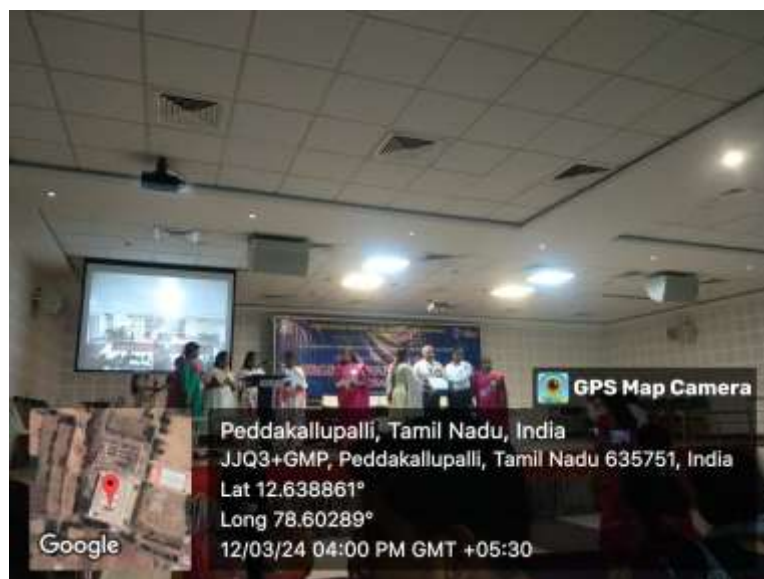 GPS Map Camera
Peddakallupalli, Tamil Nadu, India
JJQ3+GMP, Peddakallupalli, Tamil Nadu 635751, India
Lat 12.638861°
Long 78.60289°
12/03/24 04:00 PM GMT +05:30
Google